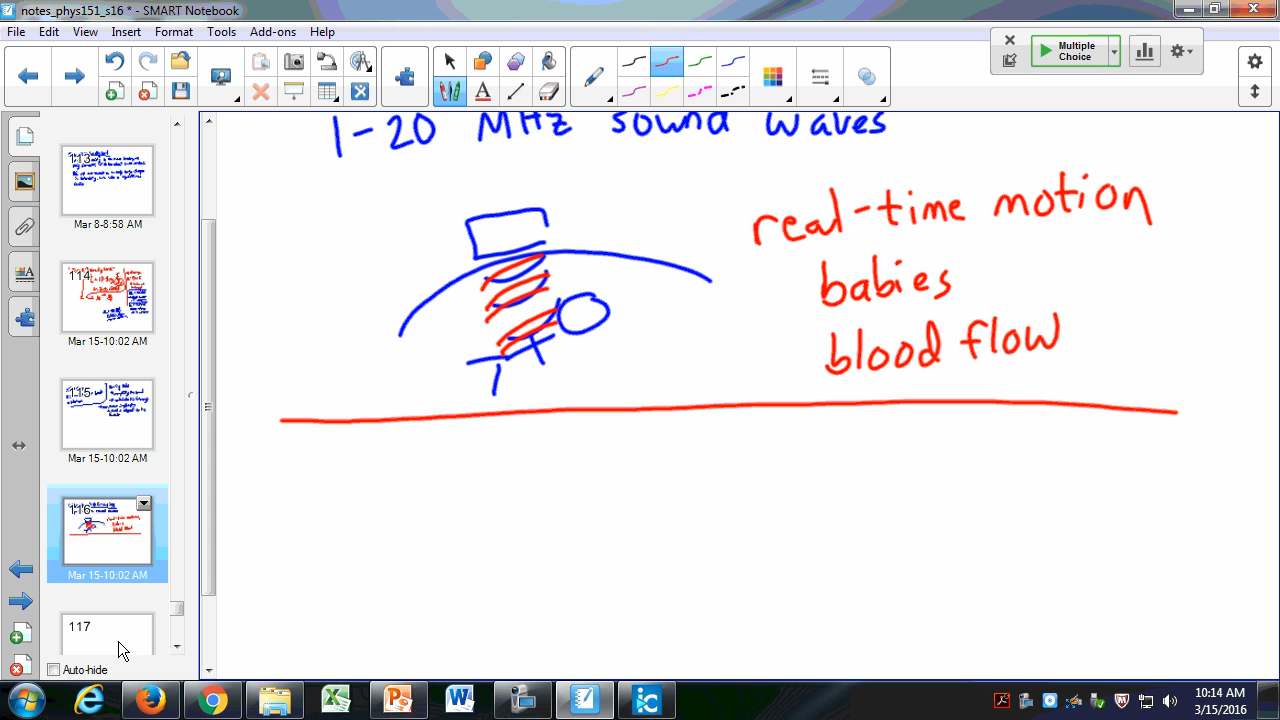 notes_phys151_s16 * - SMART Notebook
File Edit View Insert Format Tools Add-ons Help
Multiple Choice
1-20 MHz sound waves
real-time motion
babies
blood flow
113
Mar 8-8:58 AM
114
Mar 15-10:02 AM
115
Mar 15-10:02 AM
116
Mar 15-10:02 AM
117
Auto-hide
10:14 AM
3/15/2016